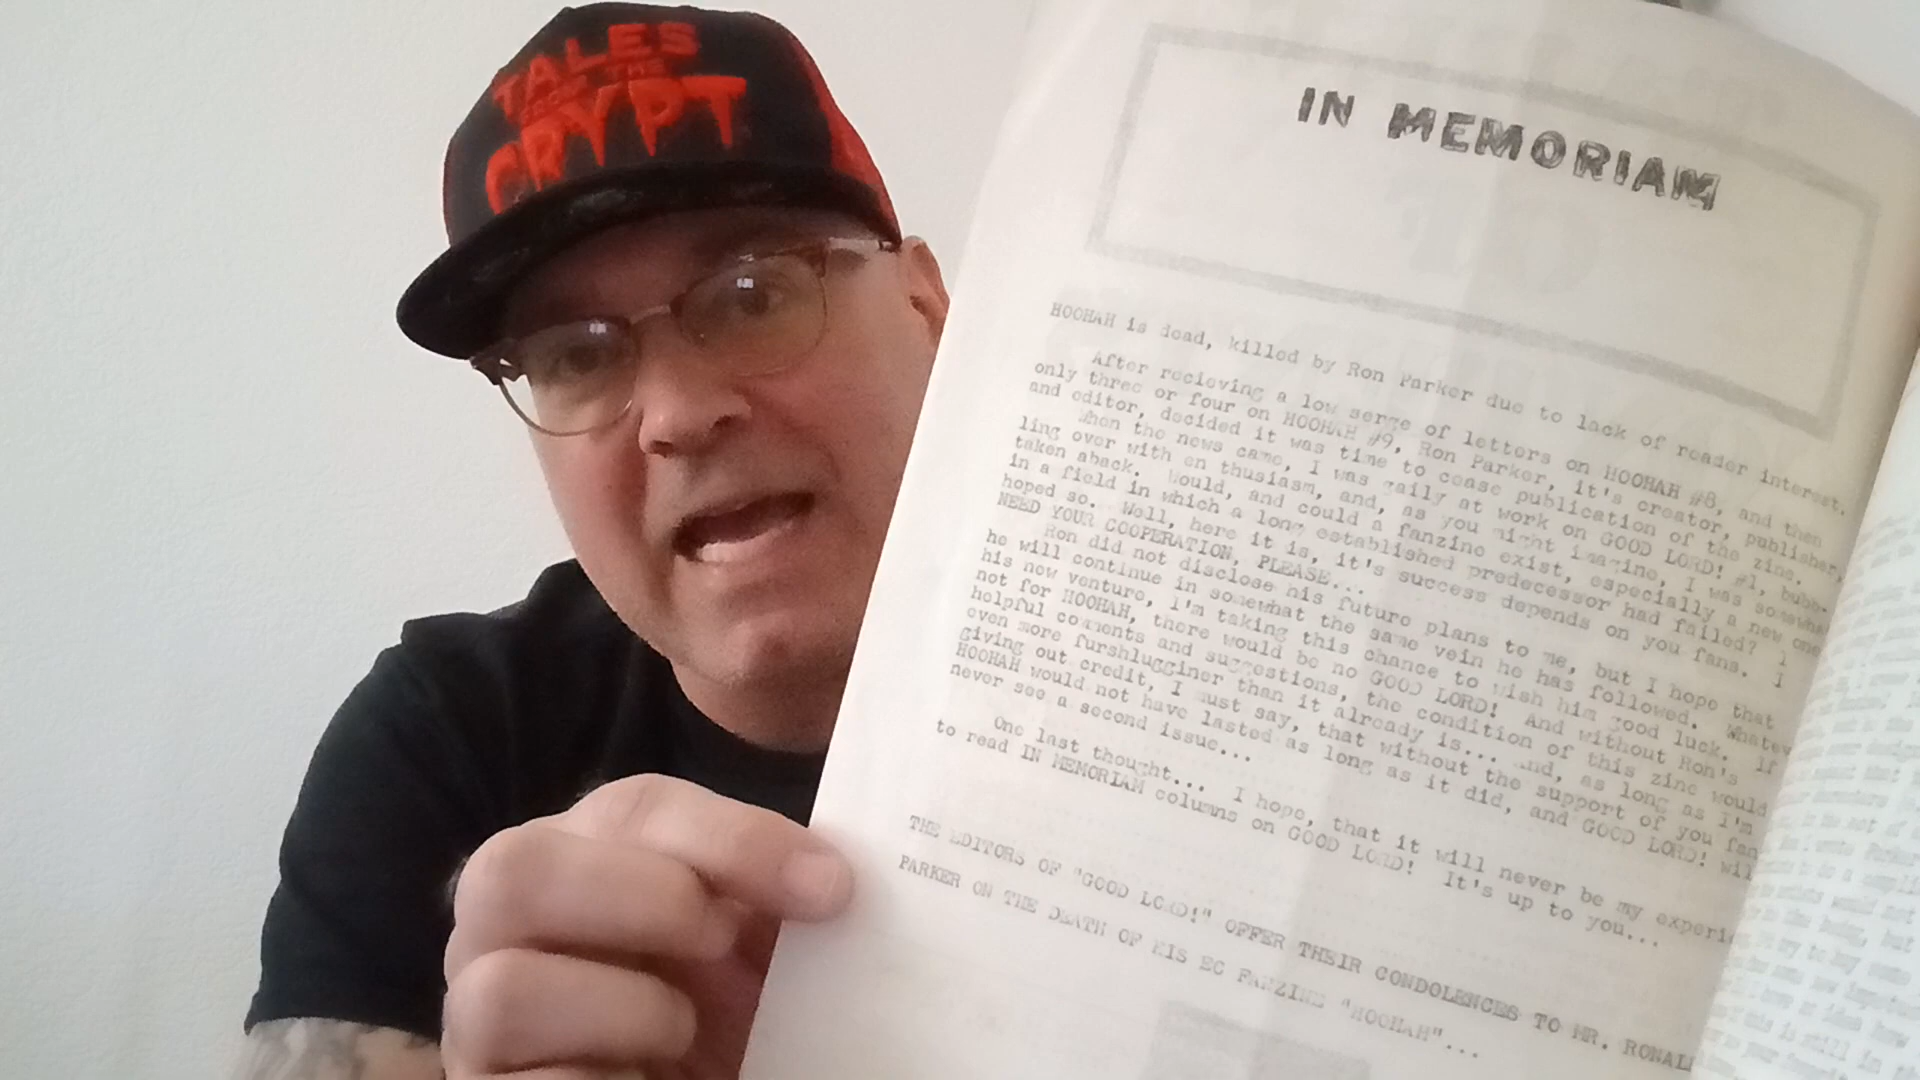 TALES
FROM THE
CRYPT
IN MEMORIAM
HOOHAH is dead, killed by Ron Parker due to lack of reader interest.
After recieving a low serge of letters on HOOHAH #8, and then
only three or four on HOOHAH #9, Ron Parker, it's creator, publisher,
and editor, decided it was time to cease publication of the zine.
When the news came, I was gaily at work on GOOD LORD! #1, bubb-
ling over with en thusiasm, and, as you might imagine, I was somewha
taken aback. Would, and could a fanzine exist, especially a new one
in a field in which a long established predecessor had failed? I
hoped so. Well, here it is, it's success depends on you fans. I
NEED YOUR COOPERATION, PLEASE...
Ron did not disclose his future plans to me, but I hope that
he will continue in somewhat the same vein he has followed. Whatev
his new venture, I'm taking this chance to wish him good luck. If
not for HOOHAH, there would be no GOOD LORD! And without Ron's
helpful comments and suggestions, the condition of this zine would
even more furshlugginer than it already is... And, as long as I'm
giving out credit, I must say, that without the support of you fan
HOOHAH would not have lasted as long as it did, and GOOD LORD! wil
never see a second issue...
One last thought... I hope, that it will never be my experi
to read IN MEMORIAM columns on GOOD LORD! It's up to you...
THE EDITORS OF "GOOD LORD!" OFFER THEIR CONDOLENCES TO MR. RONAL
PARKER ON THE DEATH OF HIS EC FANZINE "HOOHAH"...